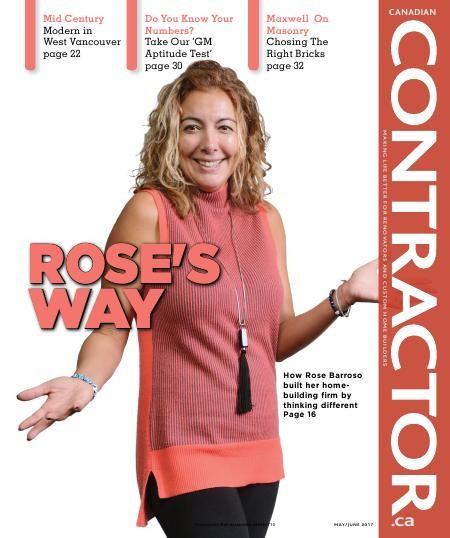 Mid Century
Modern in
West Vancouver
page 22
Do You Know Your
Numbers?
Take Our 'GM
Aptitude Test'
page 30
Maxwell On
Masonry
Chosing The
Right Bricks
page 32
CANADIAN
CONTRACTOR
.ca
MAKING LIFE BETTER FOR RENOVATORS AND CUSTOM HOME BUILDERS
ROSE'S
WAY
How Rose Barroso
built her home-
building firm by
thinking different
Page 16
MAY/JUNE 2017